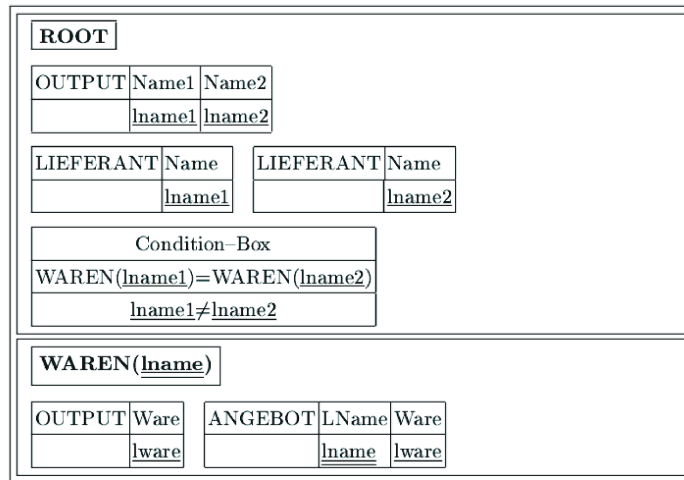 ROOT
OUTPUT Name1 Name2
lname1 lname2
LIEFERANT Name LIEFERANT Name
lname1 lname2
Condition–Box
WAREN(lname1)=WAREN(lname2)
lname1≠lname2
WAREN(lname)
OUTPUT Ware ANGEBOT LName Ware
lware lname lware